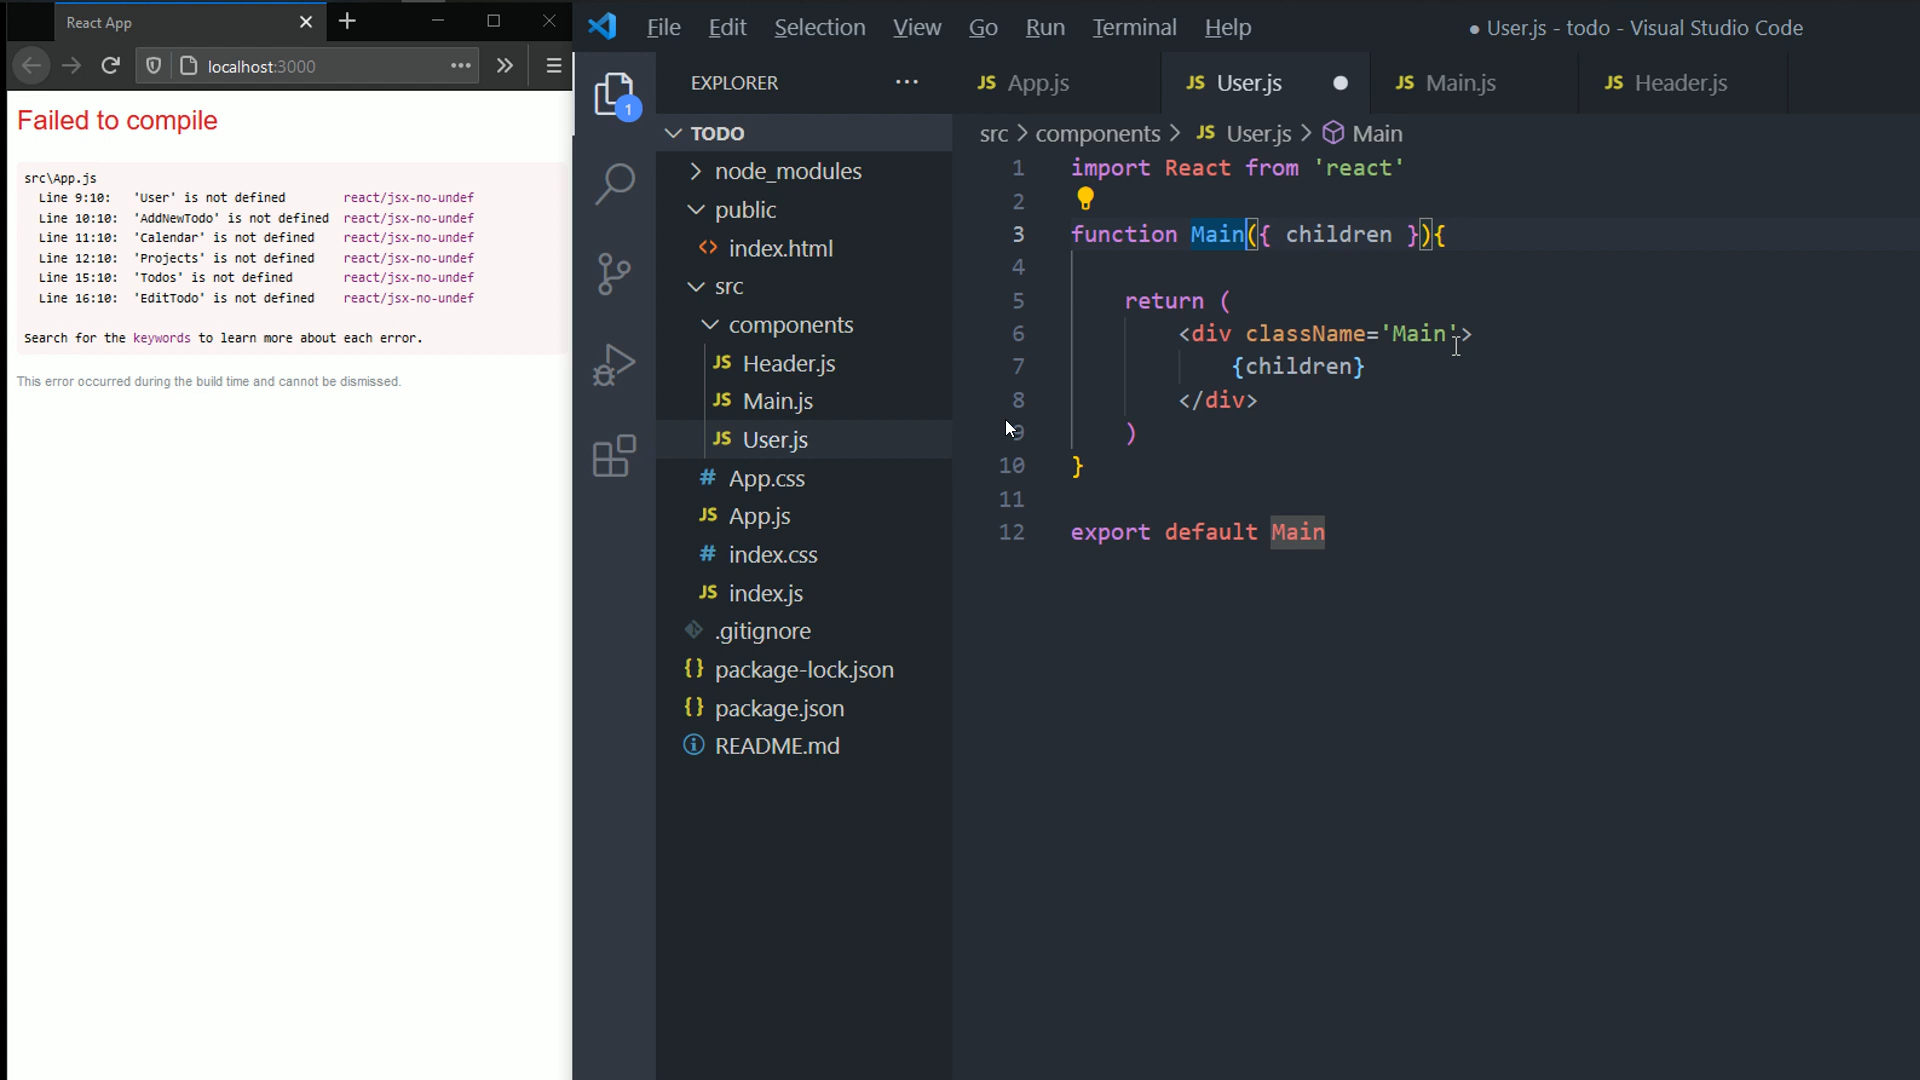 React App
localhost:3000
Failed to compile
src\App.js
Line 9:10: 'User' is not defined react/jsx-no-undef
Line 10:10: 'AddNewTodo' is not defined react/jsx-no-undef
Line 11:10: 'Calendar' is not defined react/jsx-no-undef
Line 12:10: 'Projects' is not defined react/jsx-no-undef
Line 15:10: 'Todos' is not defined react/jsx-no-undef
Line 16:10: 'EditTodo' is not defined react/jsx-no-undef
Search for the keywords to learn more about each error.
This error occurred during the build time and cannot be dismissed.
File Edit Selection View Go Run Terminal Help
● User.js - todo - Visual Studio Code
1
EXPLORER
TODO
node_modules
public
<> index.html
src
components
JS Header.js
JS Main.js
JS User.js
# App.css
JS App.js
# index.css
JS index.js
.gitignore
{} package-lock.json
{} package.json
README.md
JS App.js JS User.js JS Main.js JS Header.js
src > components > JS User.js > Main
1 import React from 'react'
2
3 function Main({ children }){
4
5 return (
6 <div className='Main'>
7 {children}
8 </div>
9 )
10 }
11
12 export default Main